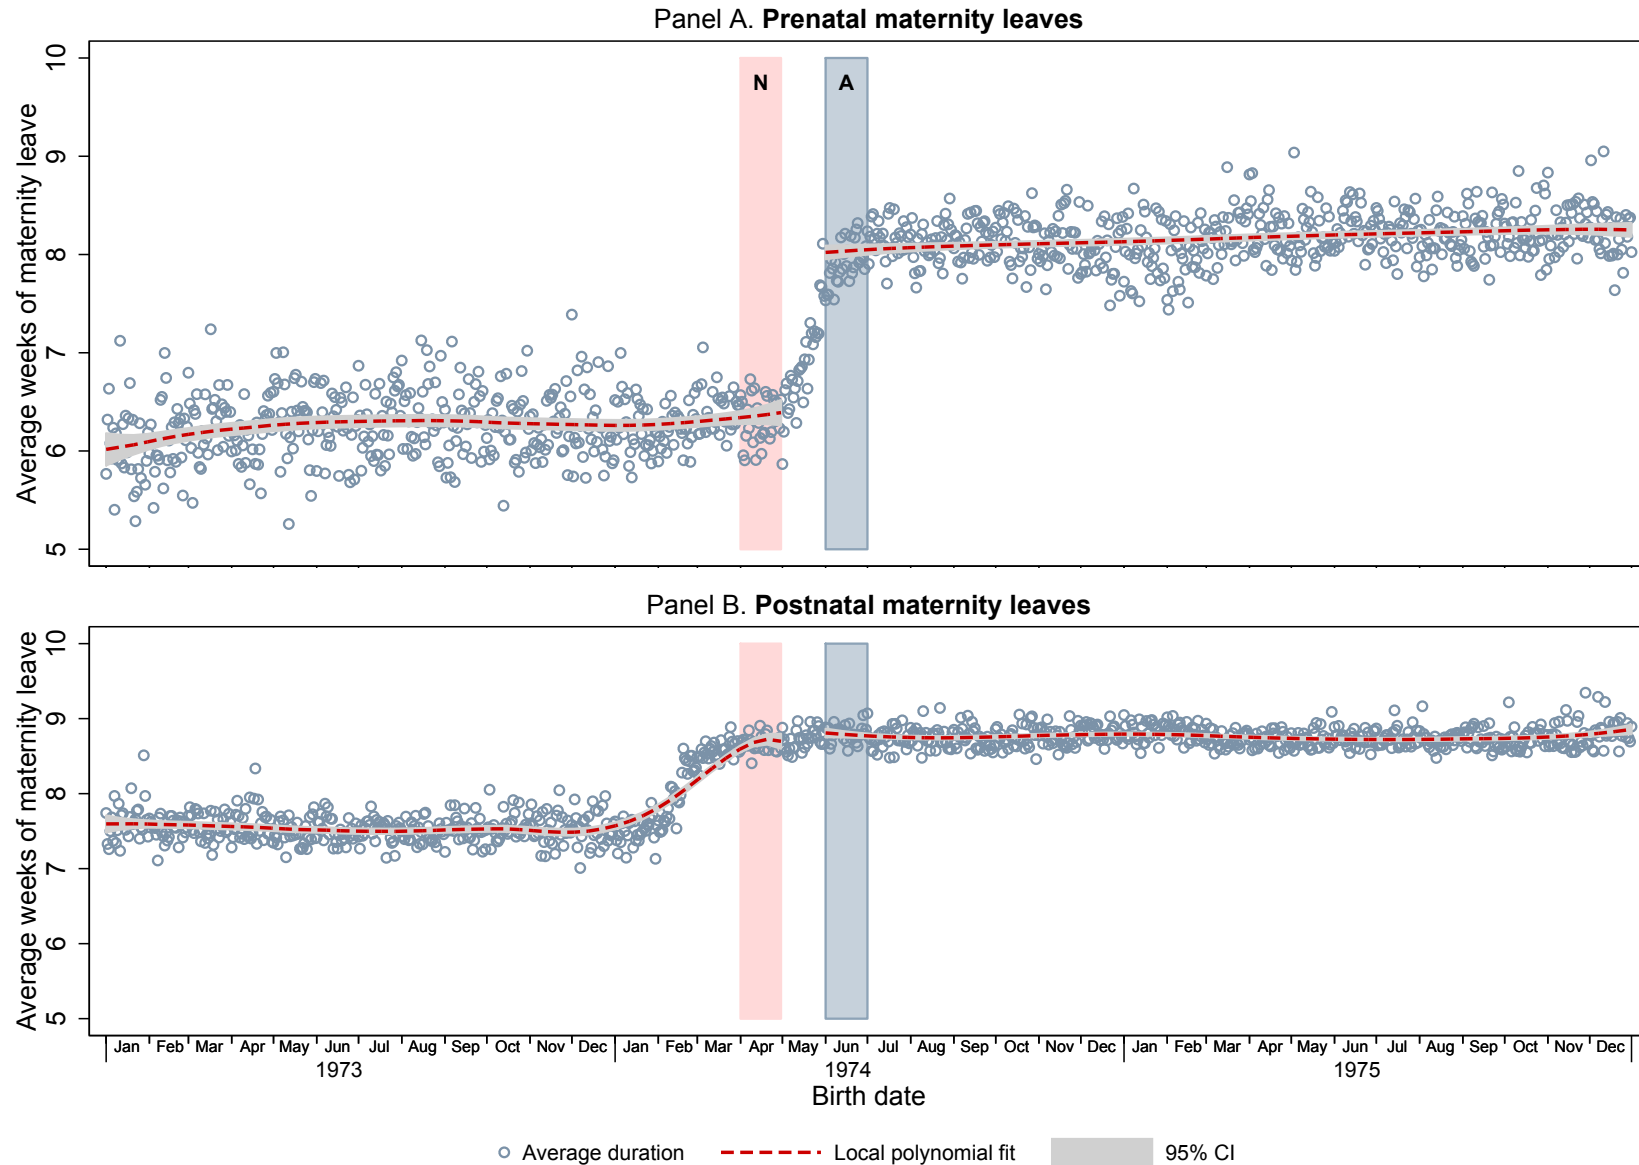 Panel A. Prenatal maternity leaves
Average weeks of maternity leave
10
9
8
7
6
5
N
A
Panel B. Postnatal maternity leaves
Average weeks of maternity leave
10
9
8
7
6
5
Jan Feb Mar Apr May Jun Jul Aug Sep Oct Nov Dec Jan Feb Mar Apr May Jun Jul Aug Sep Oct Nov Dec Jan Feb Mar Apr May Jun Jul Aug Sep Oct Nov Dec
1973 1974 1975
Birth date
Average duration Local polynomial fit 95% CI